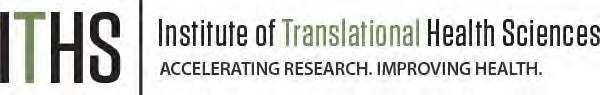 ITHS
Institute of Translational Health Sciences
ACCELERATING RESEARCH. IMPROVING HEALTH.